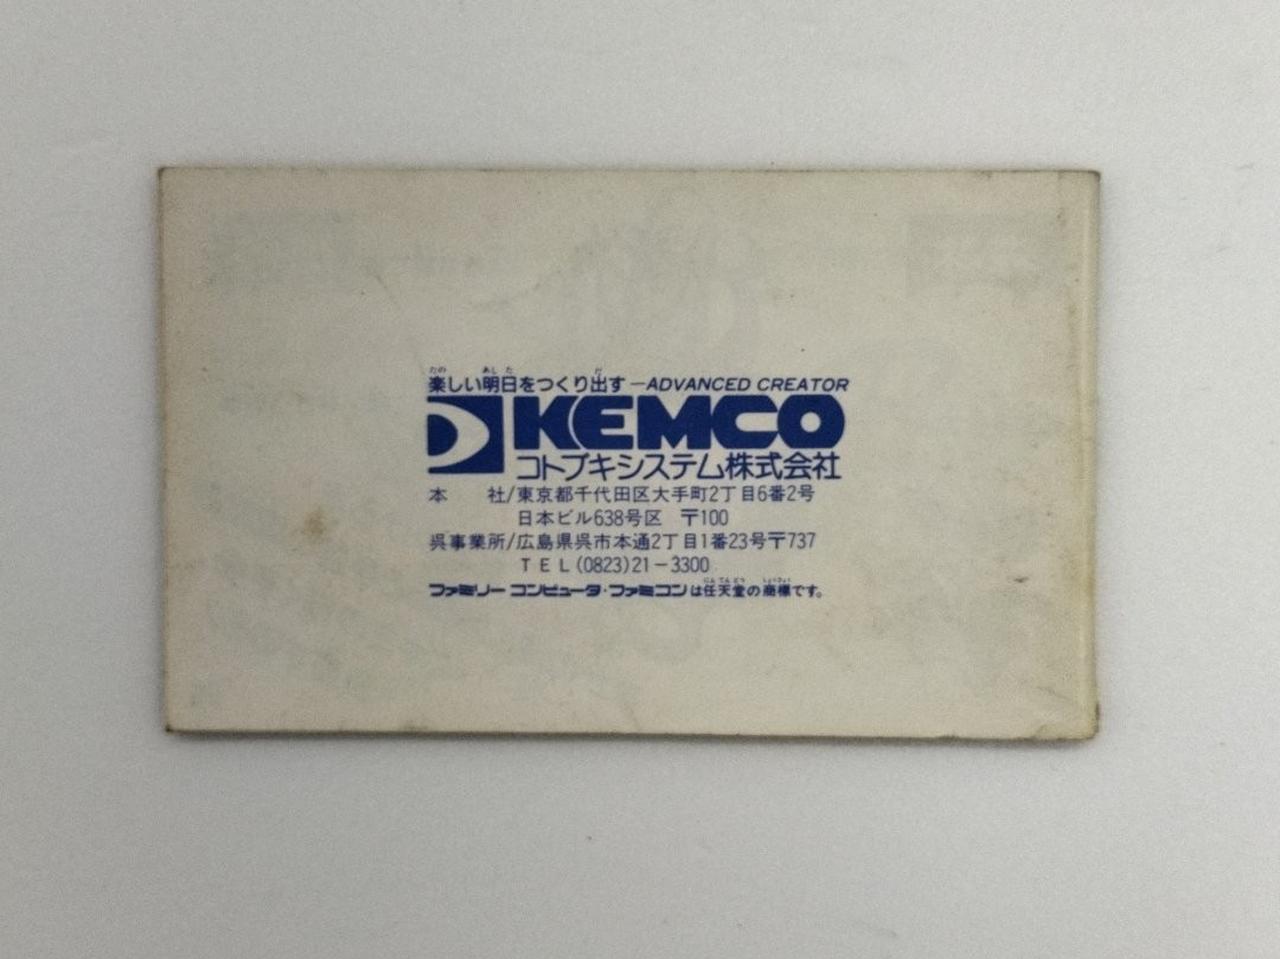 楽しい明日をつくり出す—ADVANCED CREATOR
KEMCO
コトブキシステム株式会社
本　　社/東京都千代田区大手町2丁目6番2号
日本ビル638号区　〒100
呉事業所/広島県呉市本通2丁目1番23号〒737
TEL(0823)21-3300
ファミリーコンピュータ・ファミコンは任天堂の商標です。